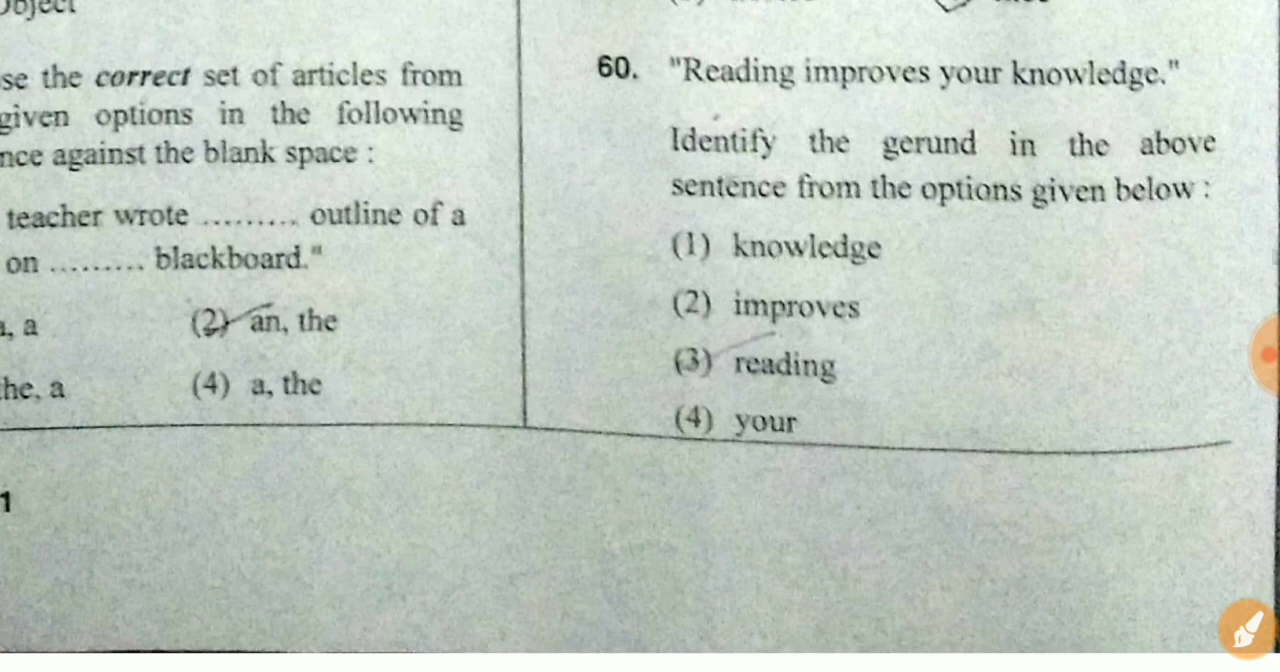 Object
se the correct set of articles from
given options in the following
nce against the blank space :
teacher wrote ......... outline of a
on ......... blackboard."
, a
(2) an, the
he, a
(4) a, the
1
60. "Reading improves your knowledge."
Identify the gerund in the above
sentence from the options given below :
(1) knowledge
(2) improves
(3) reading
(4) your